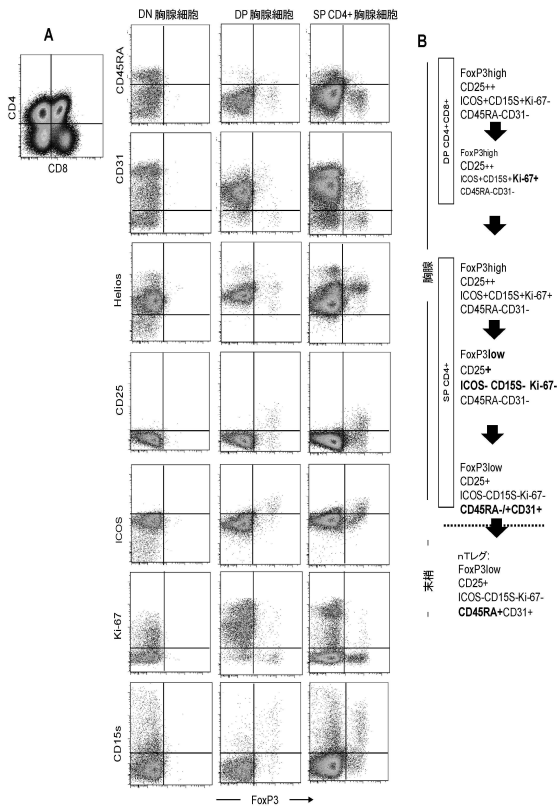 A
DN 胸腺細胞
DP 胸腺細胞
SP CD4+ 胸腺細胞
B
CD4
CD8
CD45RA
CD31
Helios
CD25
ICOS
Ki-67
CD15s
FoxP3
DP CD4+CD8+
FoxP3high
CD25++
ICOS+CD15S+Ki-67-
CD45RA-CD31-
FoxP3high
CD25++
ICOS+CD15S+Ki-67+
CD45RA-CD31-
胸腺
SP CD4+
FoxP3high
CD25++
ICOS+CD15S+Ki-67+
CD45RA-CD31-
FoxP3low
CD25+
ICOS- CD15S- Ki-67-
CD45RA-CD31-
FoxP3low
CD25+
ICOS-CD15S-Ki-67-
CD45RA-/+CD31+
末梢
nTレグ:
FoxP3low
CD25+
ICOS-CD15S-Ki-67-
CD45RA+CD31+